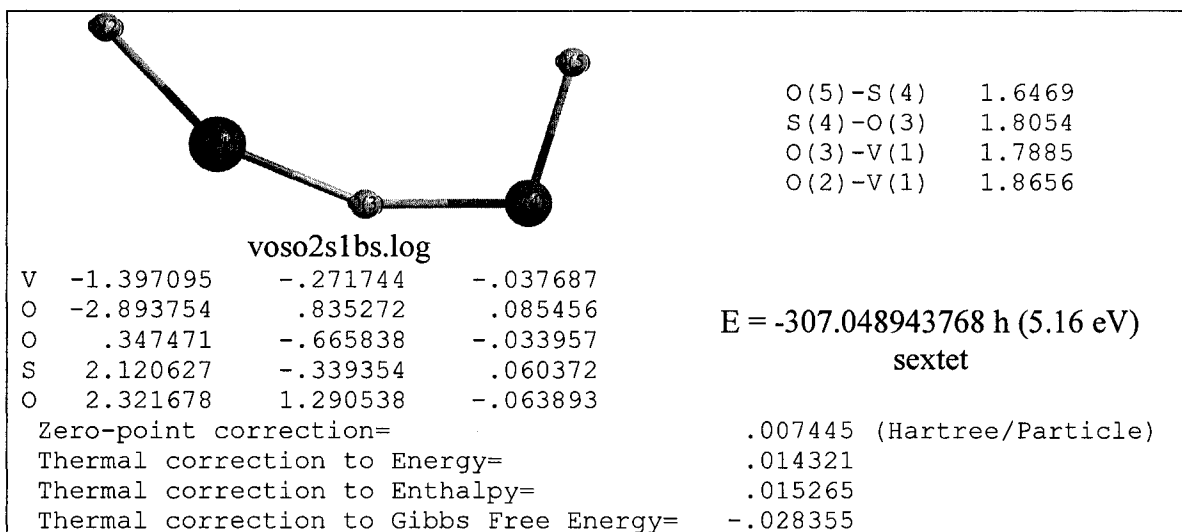 O(5)-S(4) 1.6469
S(4)-O(3) 1.8054
O(3)-V(1) 1.7885
O(2)-V(1) 1.8656
voso2s1bs.log
V -1.397095 -.271744 -.037687
O -2.893754 .835272 .085456
O .347471 -.665838 -.033957
S 2.120627 -.339354 .060372
O 2.321678 1.290538 -.063893
E = -307.048943768 h (5.16 eV)
sextet
Zero-point correction= .007445 (Hartree/Particle)
Thermal correction to Energy= .014321
Thermal correction to Enthalpy= .015265
Thermal correction to Gibbs Free Energy= -.028355